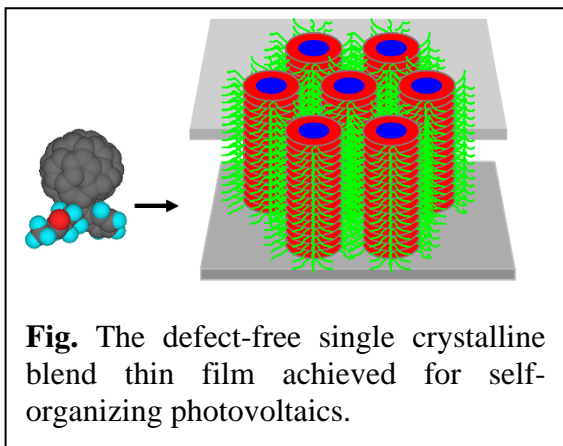 Fig. The defect-free single crystalline
blend thin film achieved for self-
organizing photovoltaics.